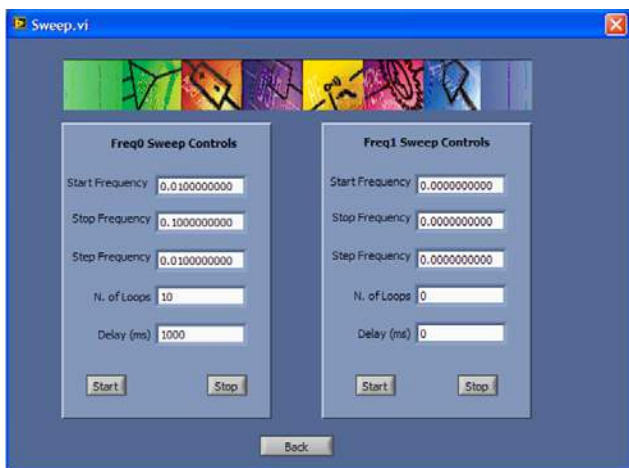 Sweep.vi
Freq0 Sweep Controls
Start Frequency 0.0100000000
Stop Frequency 0.1000000000
Step Frequency 0.0100000000
N. of Loops 10
Delay (ms) 1000
Start Stop
Freq1 Sweep Controls
Start Frequency 0.0000000000
Stop Frequency 0.0000000000
Step Frequency 0.0000000000
N. of Loops 0
Delay (ms) 0
Start Stop
Back